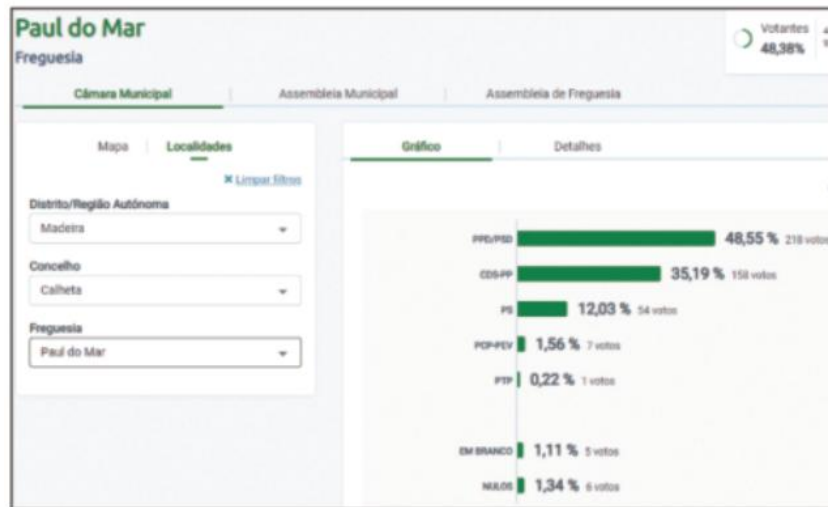 Paul do Mar
Freguesia
Votantes
48,38%
Câmara Municipal
Assembleia Municipal
Assembleia de Freguesia
Mapa
Localidades
× Limpar filtros
Distrito/Região Autónoma
Madeira
Concelho
Calheta
Freguesia
Paul do Mar
Gráfico
Detalhes
PPD/PSD 48,55 % 218 votos
CDS-PP 35,19 % 158 votos
PS 12,03 % 54 votos
PCP-PEV 1,56 % 7 votos
PTP 0,22 % 1 votos
EM BRANCO 1,11 % 5 votos
NULOS 1,34 % 6 votos